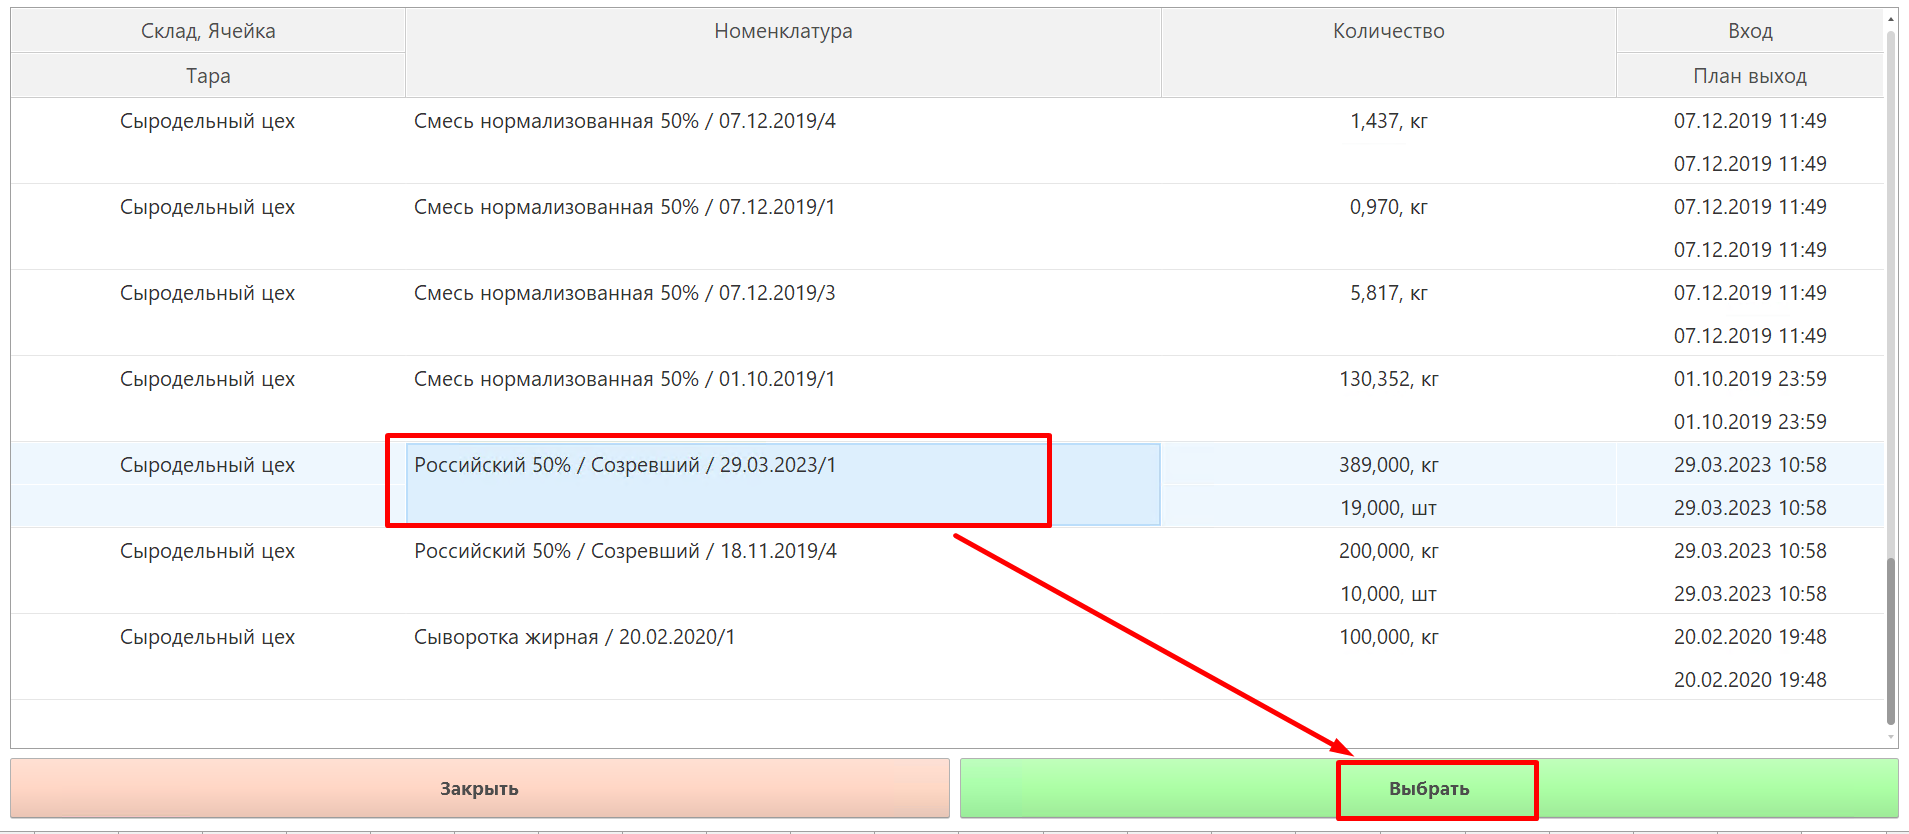 Склад, Ячейка Номенклатура Количество Вход
Тара План выход
Сыродельный цех Смесь нормализованная 50% / 07.12.2019/4 1,437, кг 07.12.2019 11:49
07.12.2019 11:49
Сыродельный цех Смесь нормализованная 50% / 07.12.2019/1 0,970, кг 07.12.2019 11:49
07.12.2019 11:49
Сыродельный цех Смесь нормализованная 50% / 07.12.2019/3 5,817, кг 07.12.2019 11:49
07.12.2019 11:49
Сыродельный цех Смесь нормализованная 50% / 01.10.2019/1 130,352, кг 01.10.2019 23:59
01.10.2019 23:59
Сыродельный цех Российский 50% / Созревший / 29.03.2023/1 389,000, кг 29.03.2023 10:58
19,000, шт 29.03.2023 10:58
Сыродельный цех Российский 50% / Созревший / 18.11.2019/4 200,000, кг 29.03.2023 10:58
10,000, шт 29.03.2023 10:58
Сыродельный цех Сыворотка жирная / 20.02.2020/1 100,000, кг 20.02.2020 19:48
20.02.2020 19:48
Закрыть Выбрать